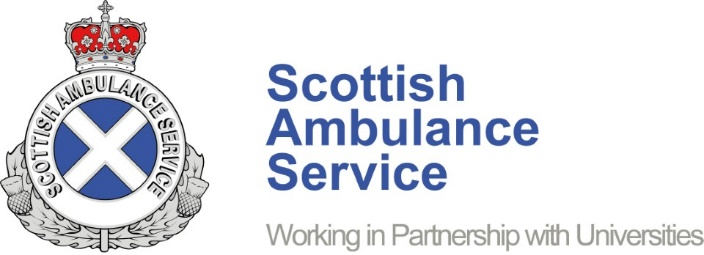 SCOTTISH AMBULANCE SERVICE
Scottish
Ambulance
Service
Working in Partnership with Universities